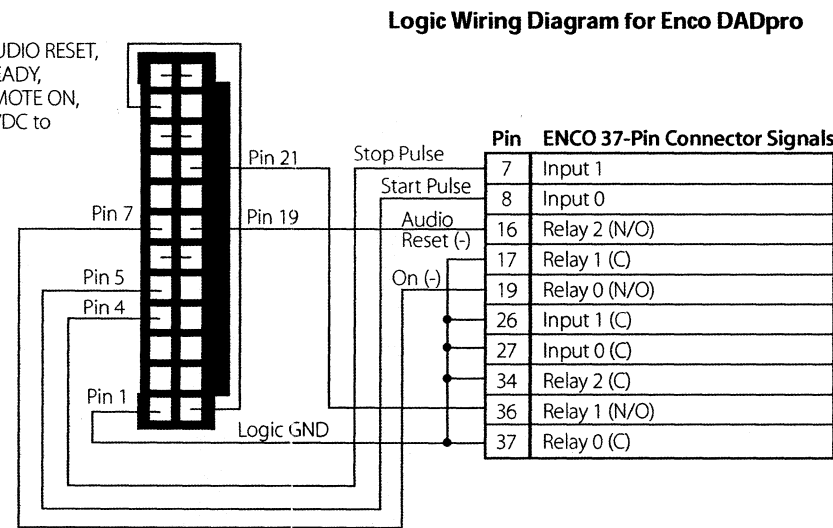 Logic Wiring Diagram for Enco DADpro
UDIO RESET,
EADY,
MOTE ON,
VDC to
Pin 21
Pin 7
Pin 19
Pin 5
Pin 4
Pin 1
Stop Pulse
Start Pulse
Audio
Reset (-)
On (-)
Logic GND
Pin ENCO 37-Pin Connector Signals
7 Input 1
8 Input 0
16 Relay 2 (N/O)
17 Relay 1 (C)
19 Relay 0 (N/O)
26 Input 1 (C)
27 Input 0 (C)
34 Relay 2 (C)
36 Relay 1 (N/O)
37 Relay 0 (C)